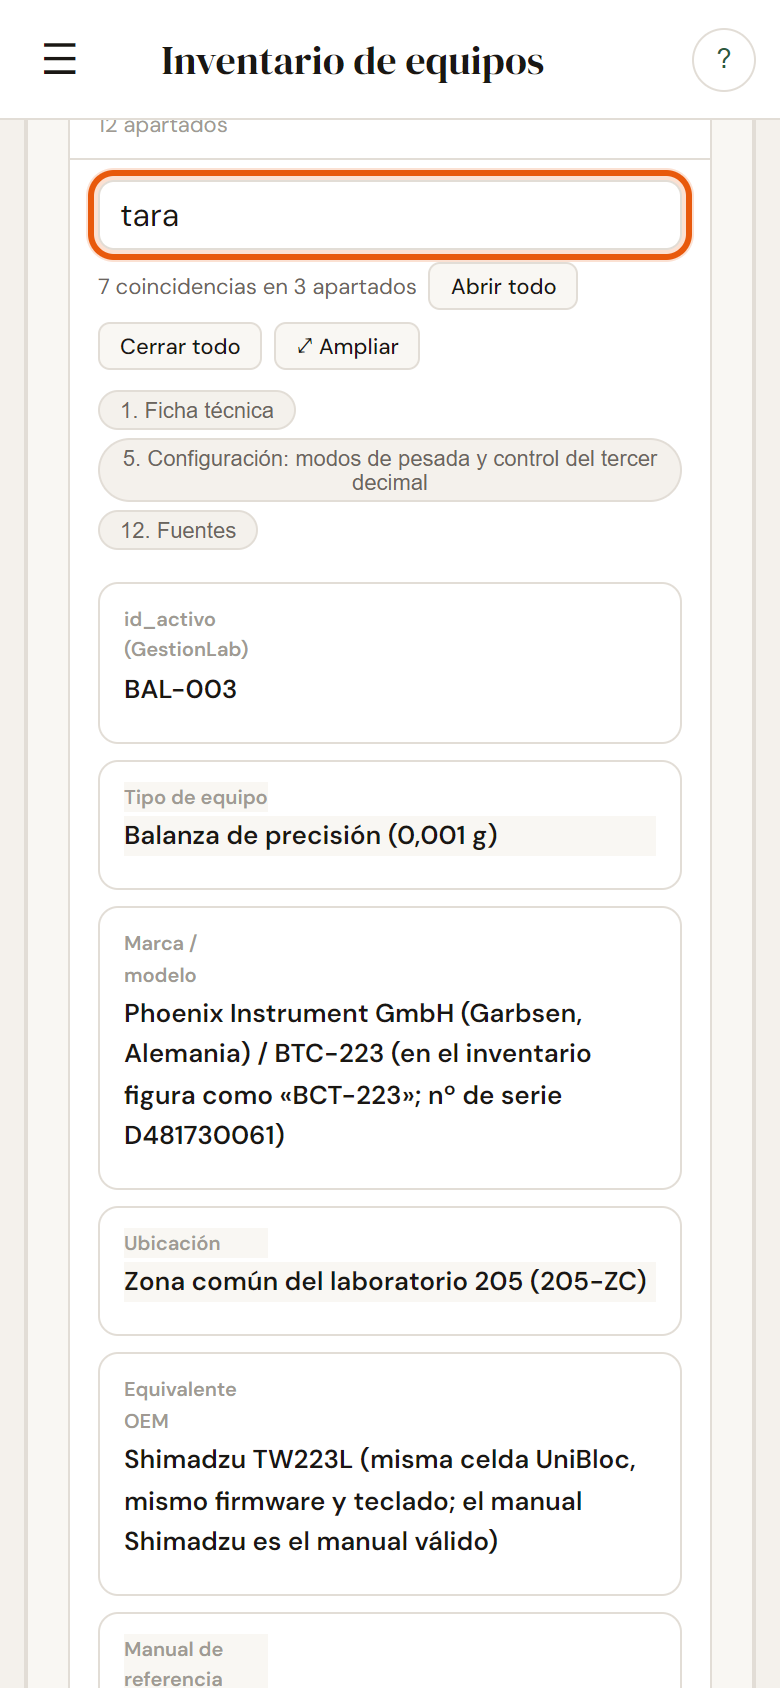 Inventario de equipos
?
12 apartados
tara
7 coincidencias en 3 apartados
Abrir todo
Cerrar todo
⤢ Ampliar
1. Ficha técnica
5. Configuración: modos de pesada y control del tercer
decimal
12. Fuentes
id_activo
(GestionLab)
BAL-003
Tipo de equipo
Balanza de precisión (0,001 g)
Marca /
modelo
Phoenix Instrument GmbH (Garbsen,
Alemania) / BTC-223 (en el inventario
figura como «BCT-223»; nº de serie
D481730061)
Ubicación
Zona común del laboratorio 205 (205-ZC)
Equivalente
OEM
Shimadzu TW223L (misma celda UniBloc,
mismo firmware y teclado; el manual
Shimadzu es el manual válido)
Manual de
referencia